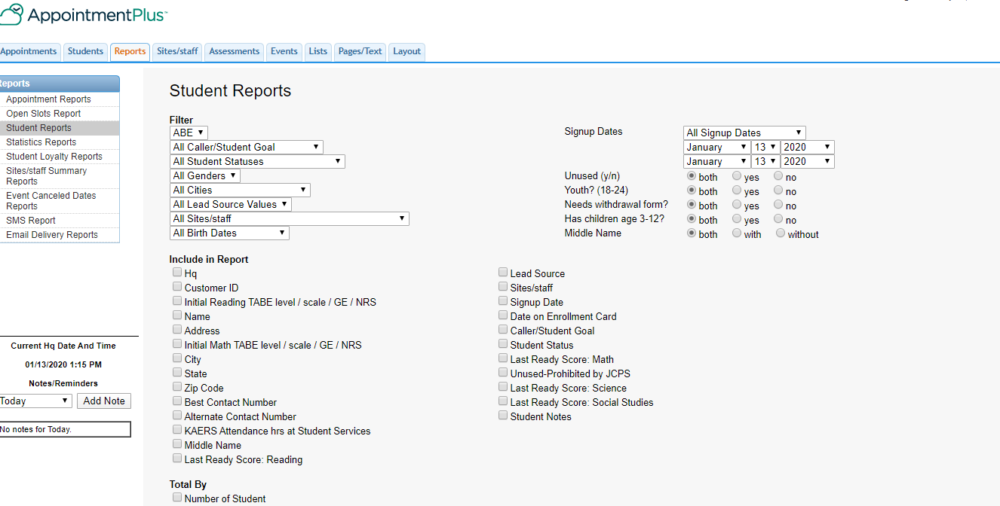 AppointmentPlus™
Appointments Students Reports Sites/staff Assessments Events Lists Pages/Text Layout
eports
Appointment Reports
Open Slots Report
Student Reports
Statistics Reports
Student Loyalty Reports
Sites/staff Summary
Reports
Event Canceled Dates
Reports
SMS Report
Email Delivery Reports
Current Hq Date And Time
01/13/2020 1:15 PM
Notes/Reminders
Today Add Note
No notes for Today.
Student Reports
Filter
ABE
All Caller/Student Goal
All Student Statuses
All Genders
All Cities
All Lead Source Values
All Sites/staff
All Birth Dates
Signup Dates All Signup Dates
January 13 2020
January 13 2020
Unused (y/n) both yes no
Youth? (18-24) both yes no
Needs withdrawal form? both yes no
Has children age 3-12? both yes no
Middle Name both with without
Include in Report
Hq
Customer ID
Initial Reading TABE level / scale / GE / NRS
Name
Address
Initial Math TABE level / scale / GE / NRS
City
State
Zip Code
Best Contact Number
Alternate Contact Number
KAERS Attendance hrs at Student Services
Middle Name
Last Ready Score: Reading
Lead Source
Sites/staff
Signup Date
Date on Enrollment Card
Caller/Student Goal
Student Status
Last Ready Score: Math
Unused-Prohibited by JCPS
Last Ready Score: Science
Last Ready Score: Social Studies
Student Notes
Total By
Number of Student